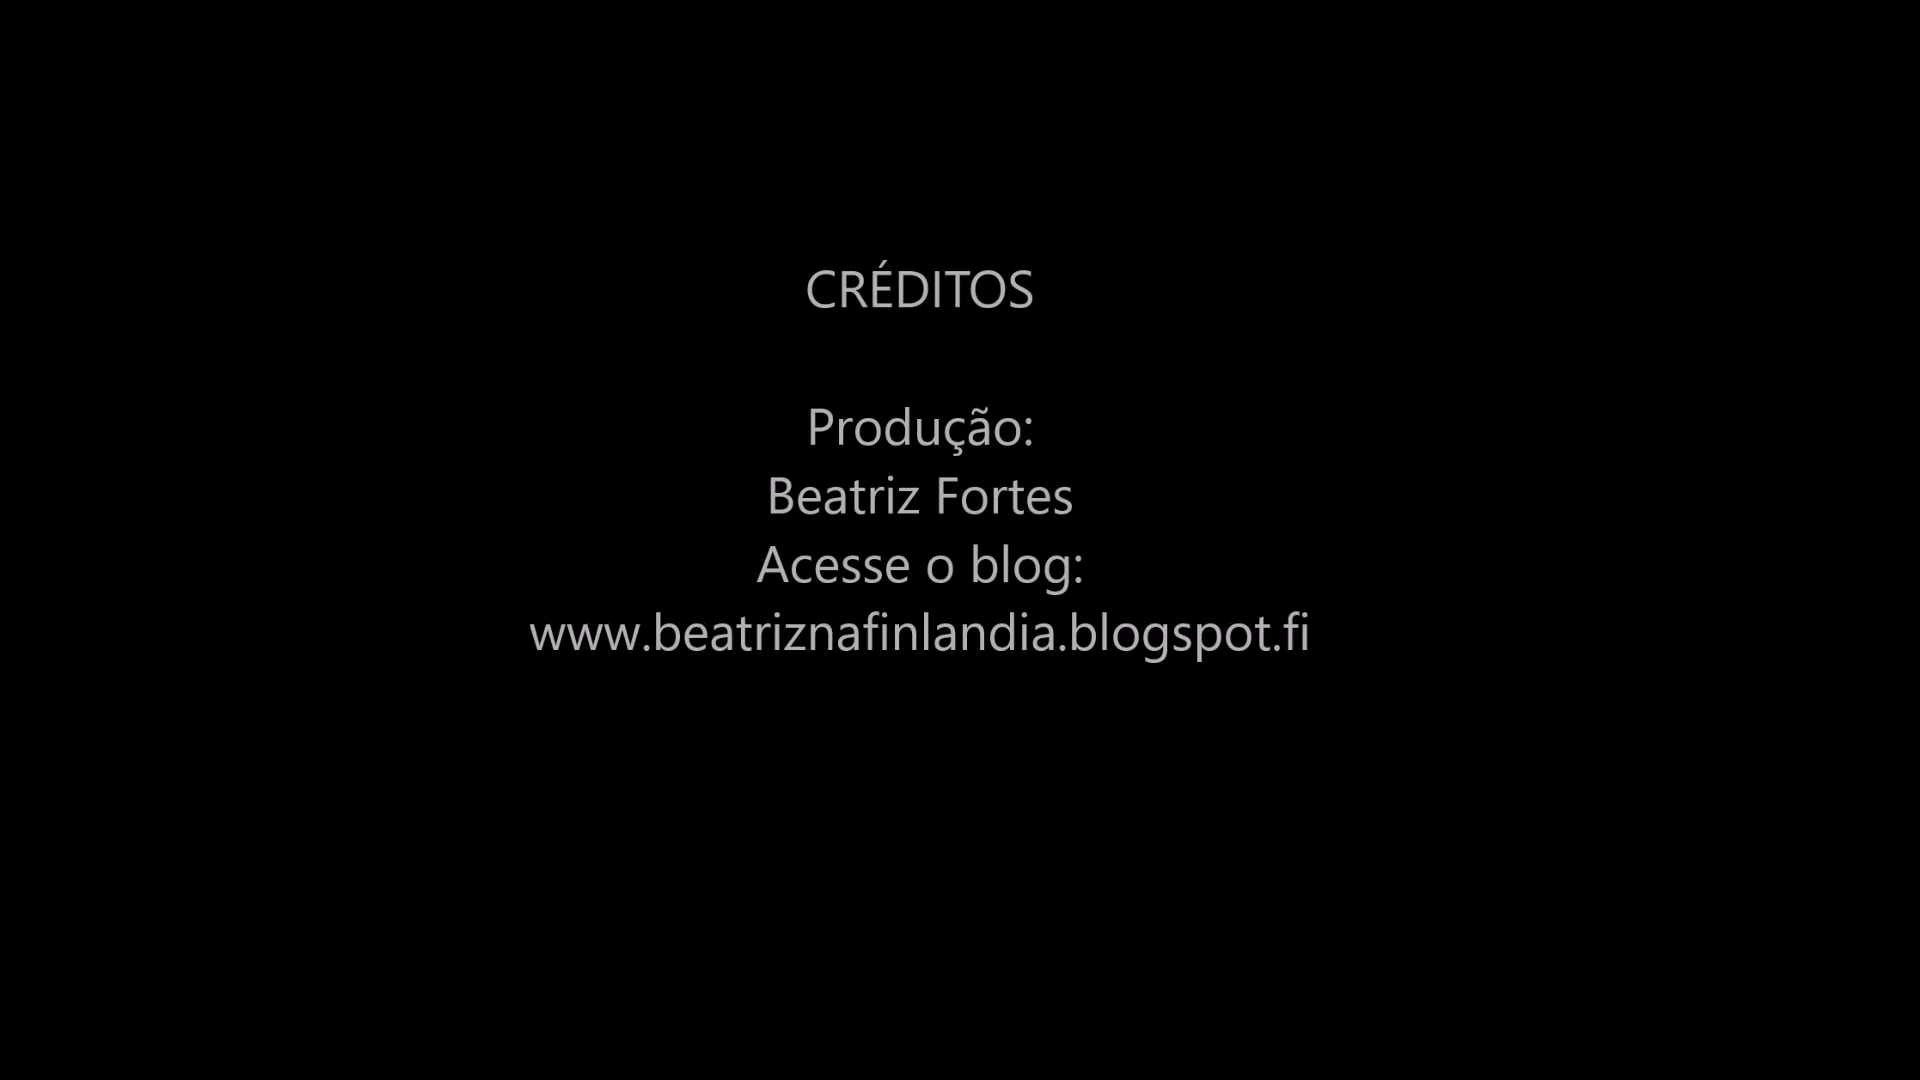 CRÉDITOS
Produção:
Beatriz Fortes
Acesse o blog:
www.beatriznafinlandia.blogspot.fi